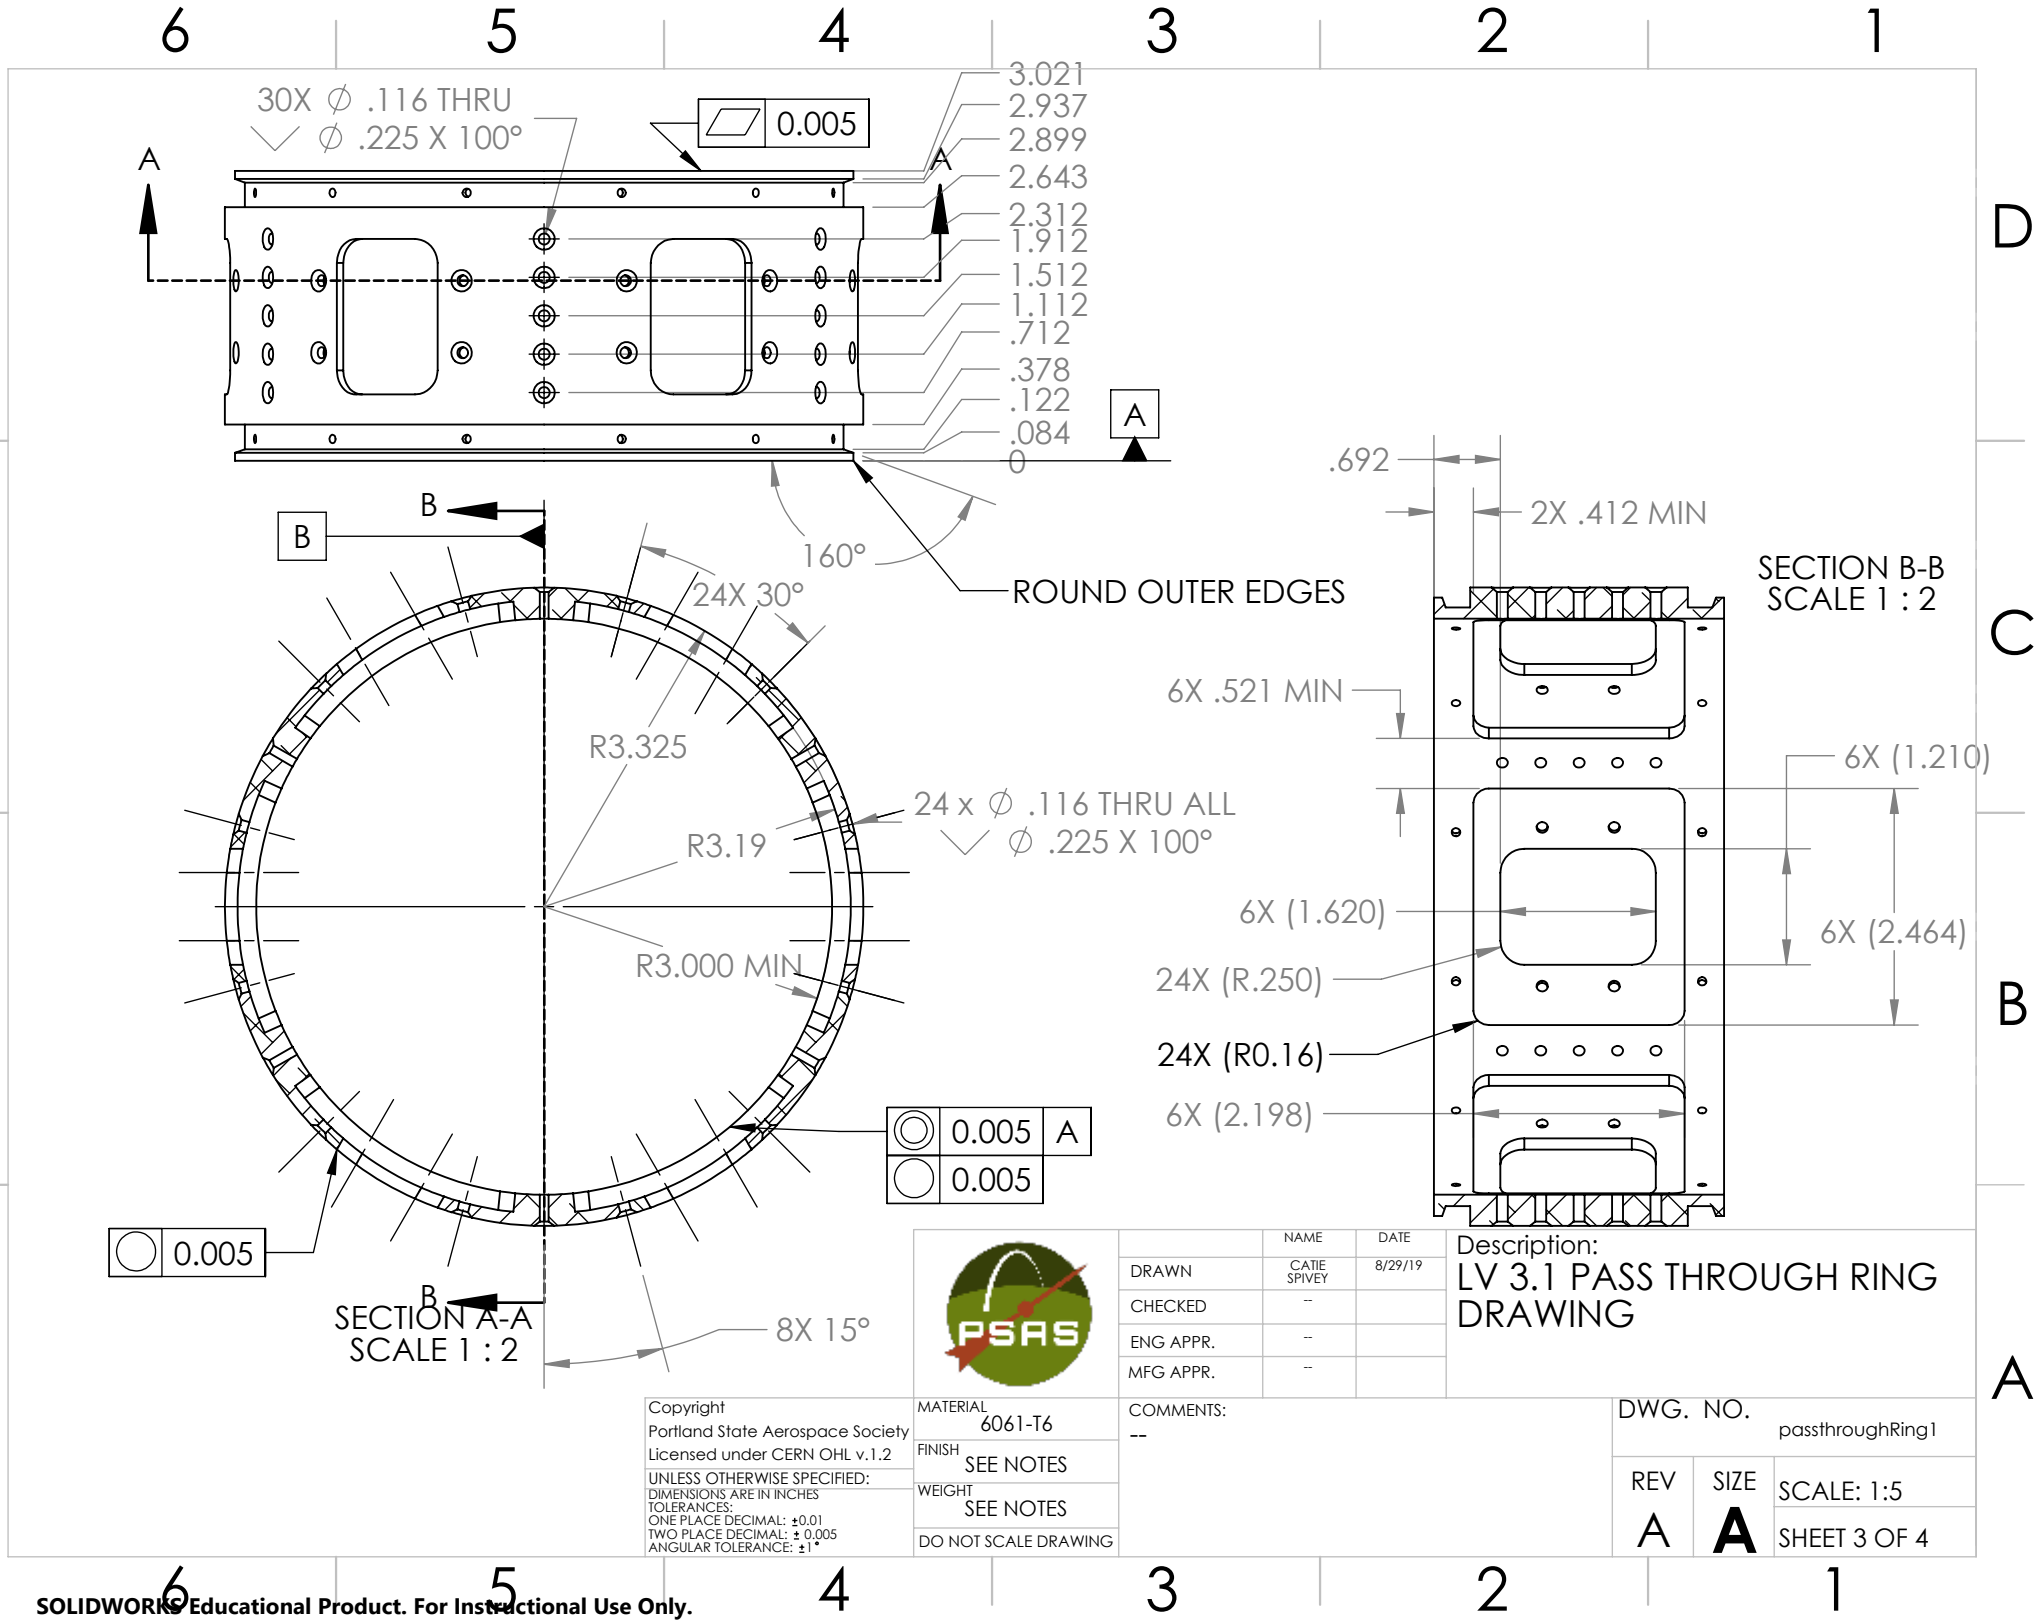 6 5 4 3 2 1
30X ∅ .116 THRU
⌵ ∅ .225 X 100°
0.005
A A
3.021
2.937
2.899
2.643
2.312
1.912
1.512
1.112
.712
.378
.122
.084
0
A
D
160°
ROUND OUTER EDGES
B
B
24X 30°
R3.325
R3.19
R3.000 MIN
24 x ∅ .116 THRU ALL
⌵ ∅ .225 X 100°
0.005 A
0.005
0.005
B
SECTION A-A
SCALE 1 : 2
8X 15°
.692
2X .412 MIN
SECTION B-B
SCALE 1 : 2
C
6X .521 MIN
6X (1.210)
6X (1.620)
6X (2.464)
24X (R.250)
24X (R0.16)
6X (2.198)
B
A
PSAS
NAME DATE
DRAWN CATIE SPIVEY 8/29/19
CHECKED --
ENG APPR. --
MFG APPR. --
Description:
LV 3.1 PASS THROUGH RING
DRAWING
Copyright
Portland State Aerospace Society
Licensed under CERN OHL v.1.2
UNLESS OTHERWISE SPECIFIED:
DIMENSIONS ARE IN INCHES
TOLERANCES:
ONE PLACE DECIMAL: ±0.01
TWO PLACE DECIMAL: ± 0.005
ANGULAR TOLERANCE: ±1°
MATERIAL
6061-T6
FINISH
SEE NOTES
WEIGHT
SEE NOTES
DO NOT SCALE DRAWING
COMMENTS:
--
DWG. NO.
passthroughRing1
REV
A
SIZE
A
SCALE: 1:5
SHEET 3 OF 4
6 5 4 3 2 1
SOLIDWORKS Educational Product. For Instructional Use Only.